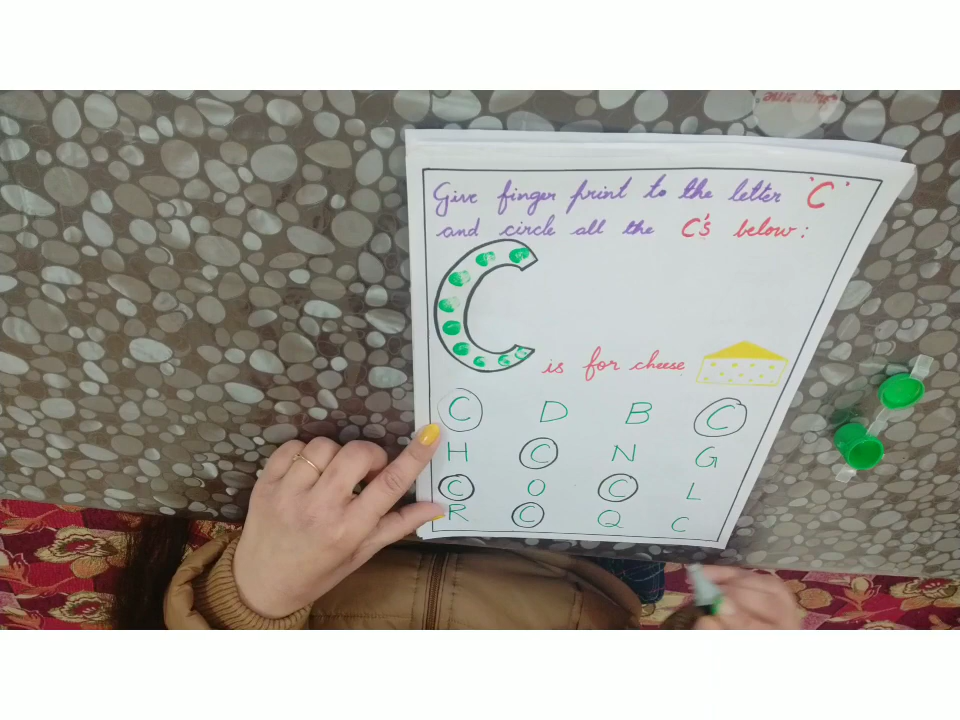 Give finger print to the letter 'C'
and circle all the C's below:
C is for cheese
C D B C
H C N G
C O C L
R C Q C